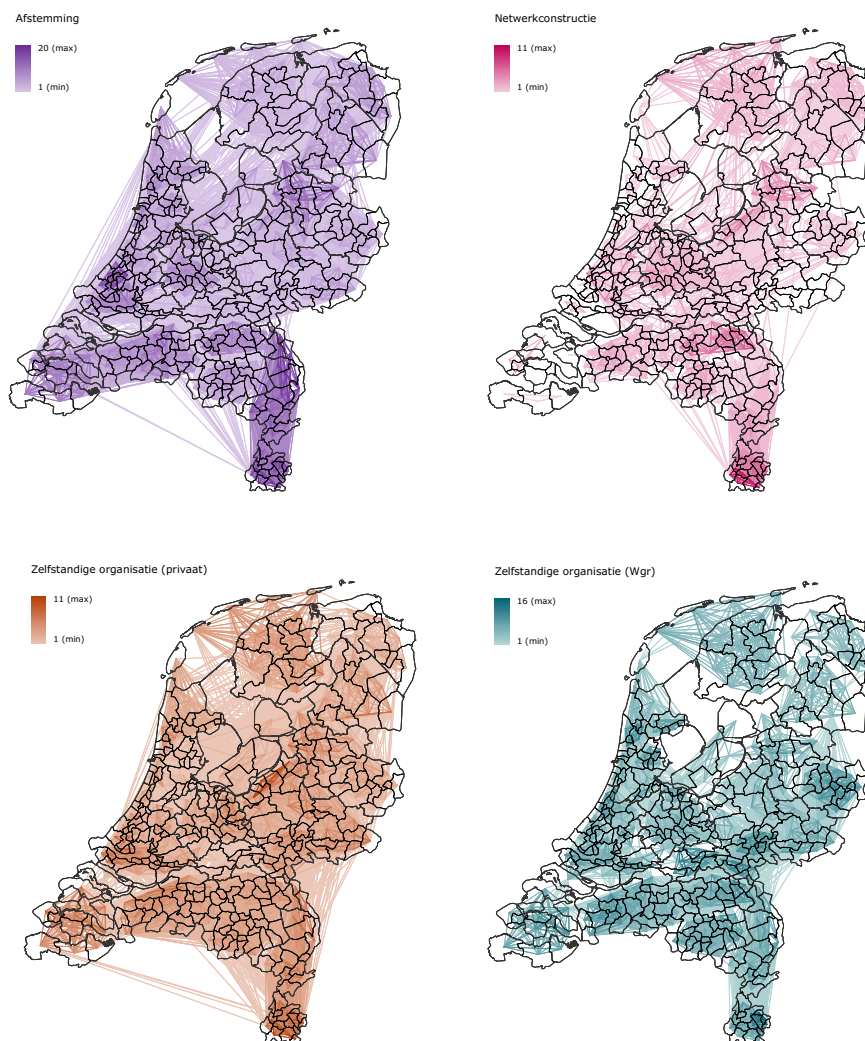 Afstemming
20 (max)
1 (min)
Netwerkconstructie
11 (max)
1 (min)
Zelfstandige organisatie (privaat)
11 (max)
1 (min)
Zelfstandige organisatie (Wgr)
16 (max)
1 (min)